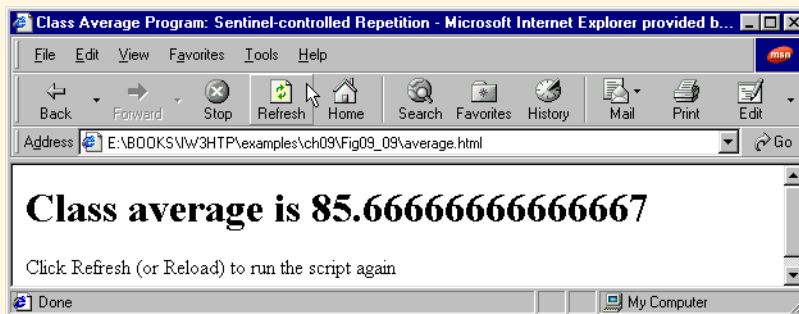 Class Average Program: Sentinel-controlled Repetition - Microsoft Internet Explorer provided b...
File Edit View Favorites Tools Help
msn
Back Forward Stop Refresh Home Search Favorites History Mail Print Edit
Address E:\BOOKS\IW3HTP\examples\ch09\Fig09_09\average.html Go
Class average is 85.66666666666667
Click Refresh (or Reload) to run the script again
Done My Computer